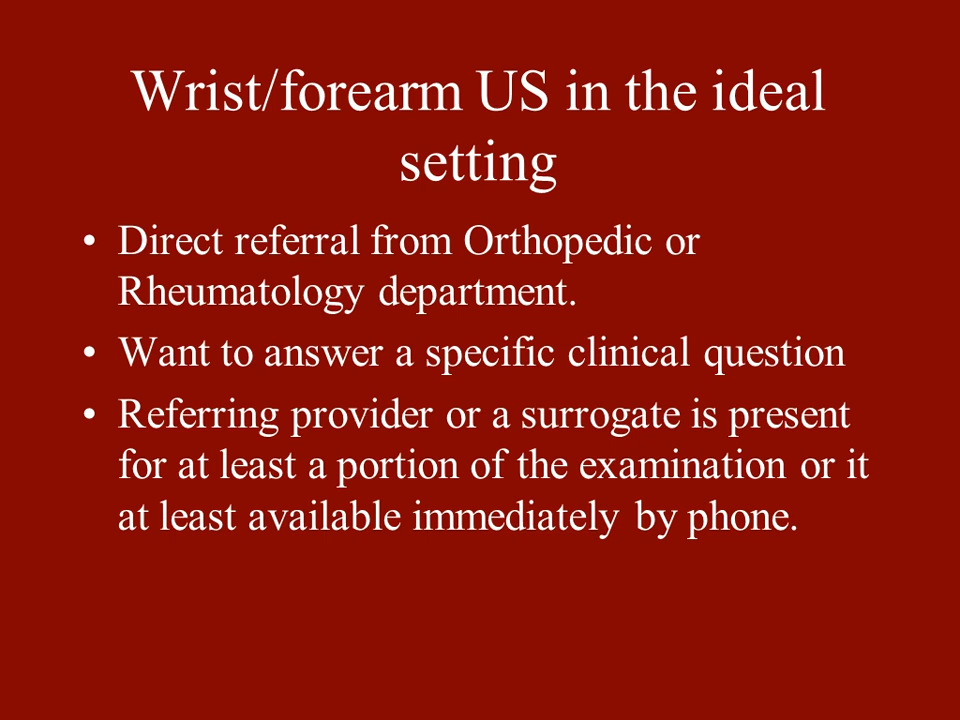 Wrist/forearm US in the ideal
setting
• Direct referral from Orthopedic or
Rheumatology department.
• Want to answer a specific clinical question
• Referring provider or a surrogate is present
for at least a portion of the examination or it
at least available immediately by phone.